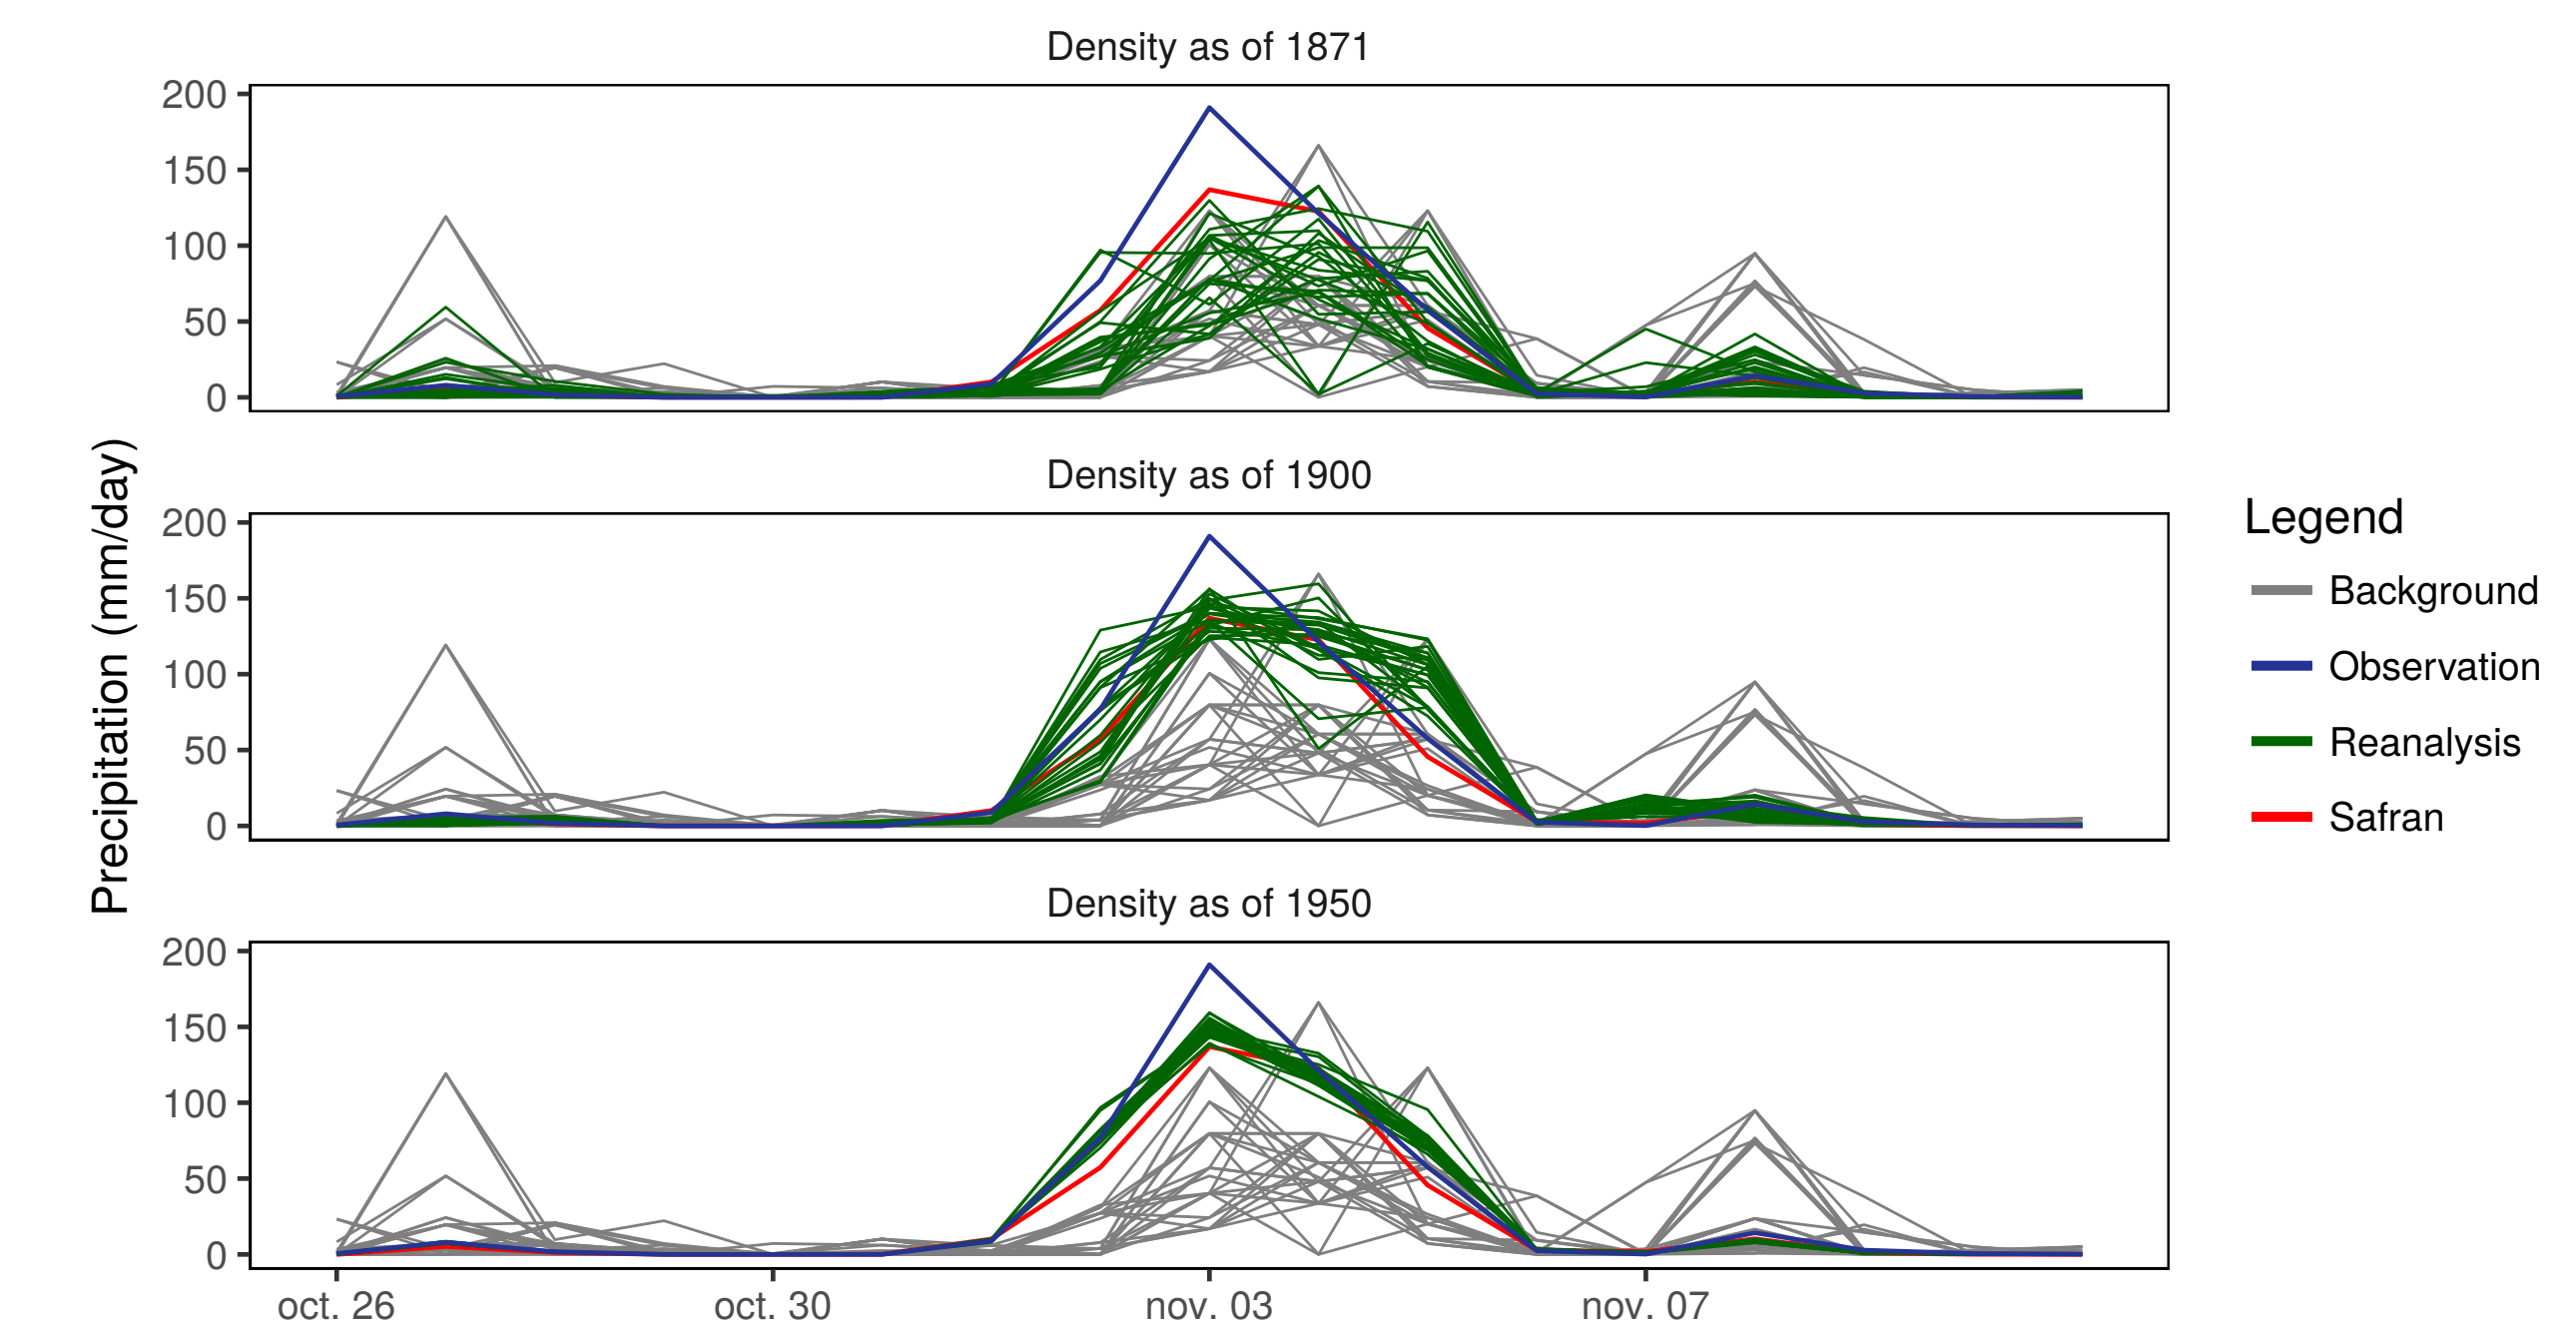 Density as of 1871
200
150
100
50
0
Density as of 1900
200
150
100
50
0
Density as of 1950
200
150
100
50
0
oct. 26
oct. 30
nov. 03
nov. 07
Precipitation (mm/day)
Legend
Background
Observation
Reanalysis
Safran